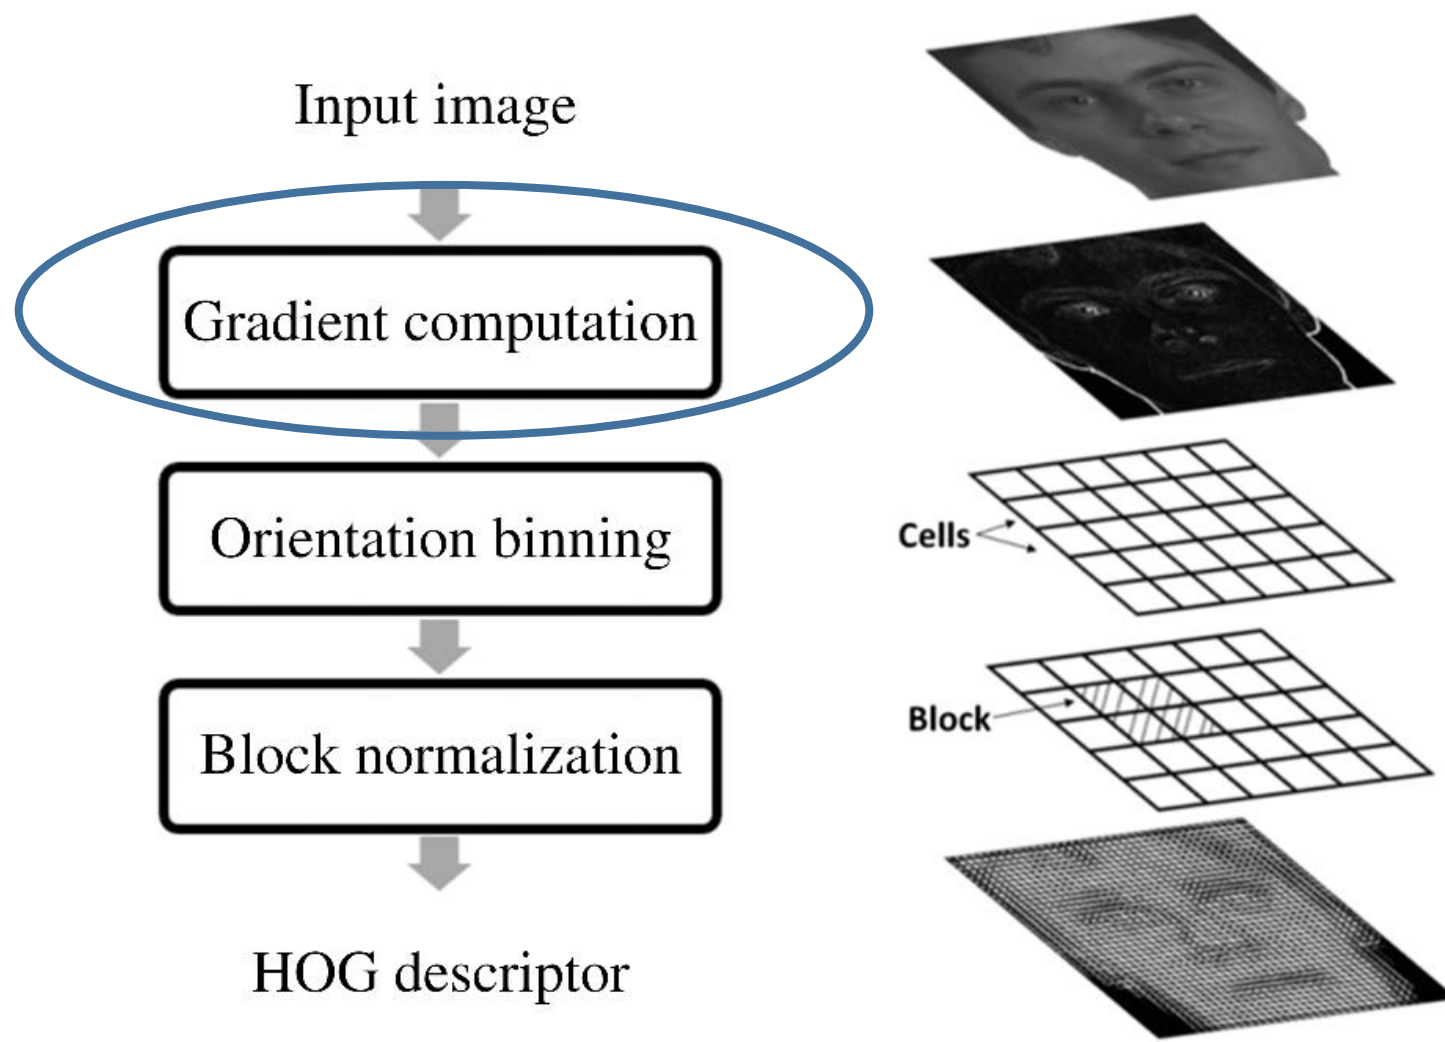 Input image
Gradient computation
Orientation binning
Cells
Block normalization
Block
HOG descriptor